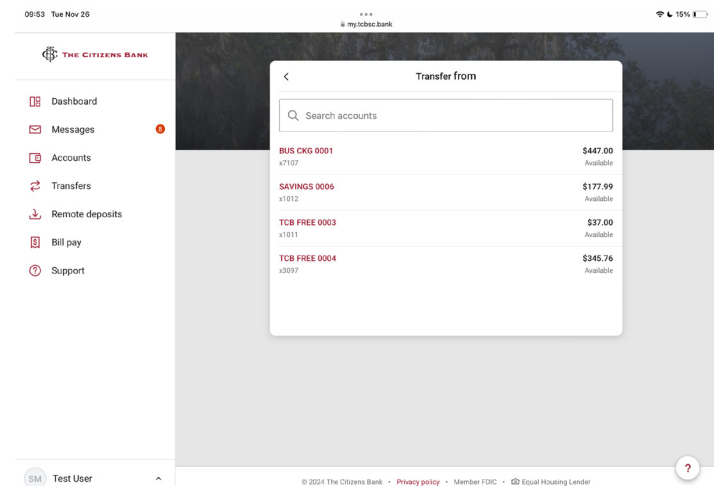 09:53 Tue Nov 26
my.tcbsc.bank
15%
THE CITIZENS BANK
Dashboard
Messages 8
Accounts
Transfers
Remote deposits
Bill pay
Support
SM Test User
Transfer from
Search accounts
BUS CKG 0001 $447.00
x7107 Available
SAVINGS 0006 $177.99
x1012 Available
TCB FREE 0003 $37.00
x1011 Available
TCB FREE 0004 $345.76
x3097 Available
?
© 2024 The Citizens Bank • Privacy policy • Member FDIC • Equal Housing Lender